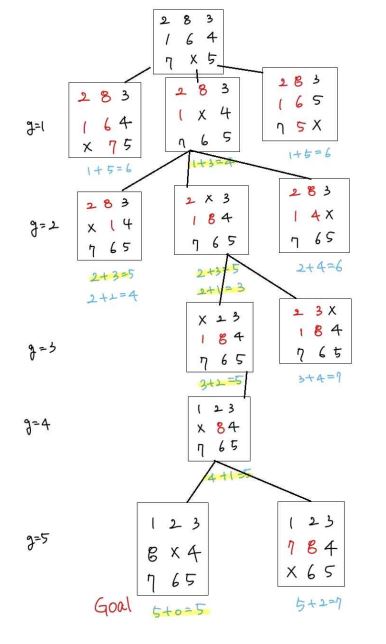 2 8 3
1 6 4
7 x 5
g=1
2 8 3
1 6 4
x 7 5
1+5=6
2 8 3
1 x 4
7 6 5
1+3=4
2 8 3
1 6 5
7 5 x
1+5=6
g=2
2 8 3
x 1 4
7 6 5
2+3=5
2+2=4
2 x 3
1 8 4
7 6 5
2+3=5
2+1=3
2 8 3
1 4 x
7 6 5
2+4=6
g=3
x 2 3
1 8 4
7 6 5
3+2=5
2 3 x
1 8 4
7 6 5
3+4=7
g=4
1 2 3
x 8 4
7 6 5
4+1=5
g=5
1 2 3
8 x 4
7 6 5
Goal
5+0=5
1 2 3
7 8 4
x 6 5
5+2=7